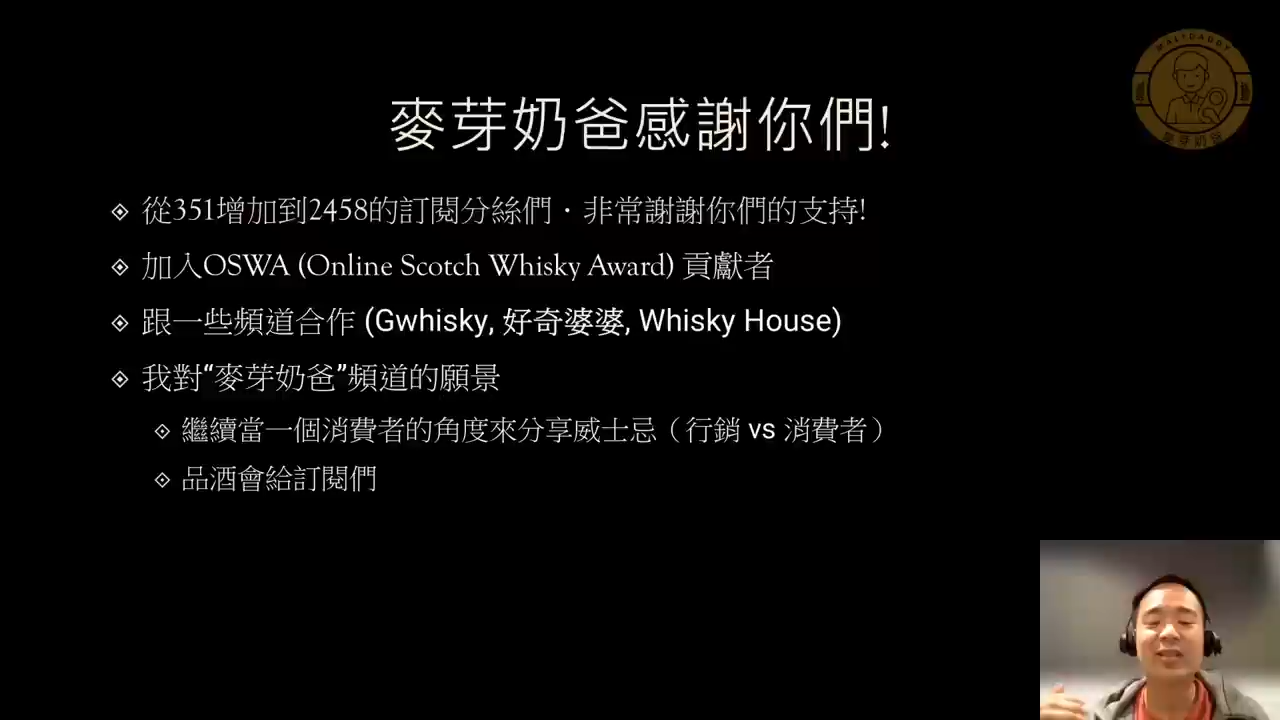 MALTDADDY
麥芽奶爸
麥芽奶爸感謝你們!
從351增加到2458的訂閱分絲們，非常謝謝你們的支持!
加入OSWA (Online Scotch Whisky Award) 貢獻者
跟一些頻道合作 (Gwhisky, 好奇婆婆, Whisky House)
我對“麥芽奶爸”頻道的願景
繼續當一個消費者的角度來分享威士忌（行銷 vs 消費者）
品酒會給訂閱們